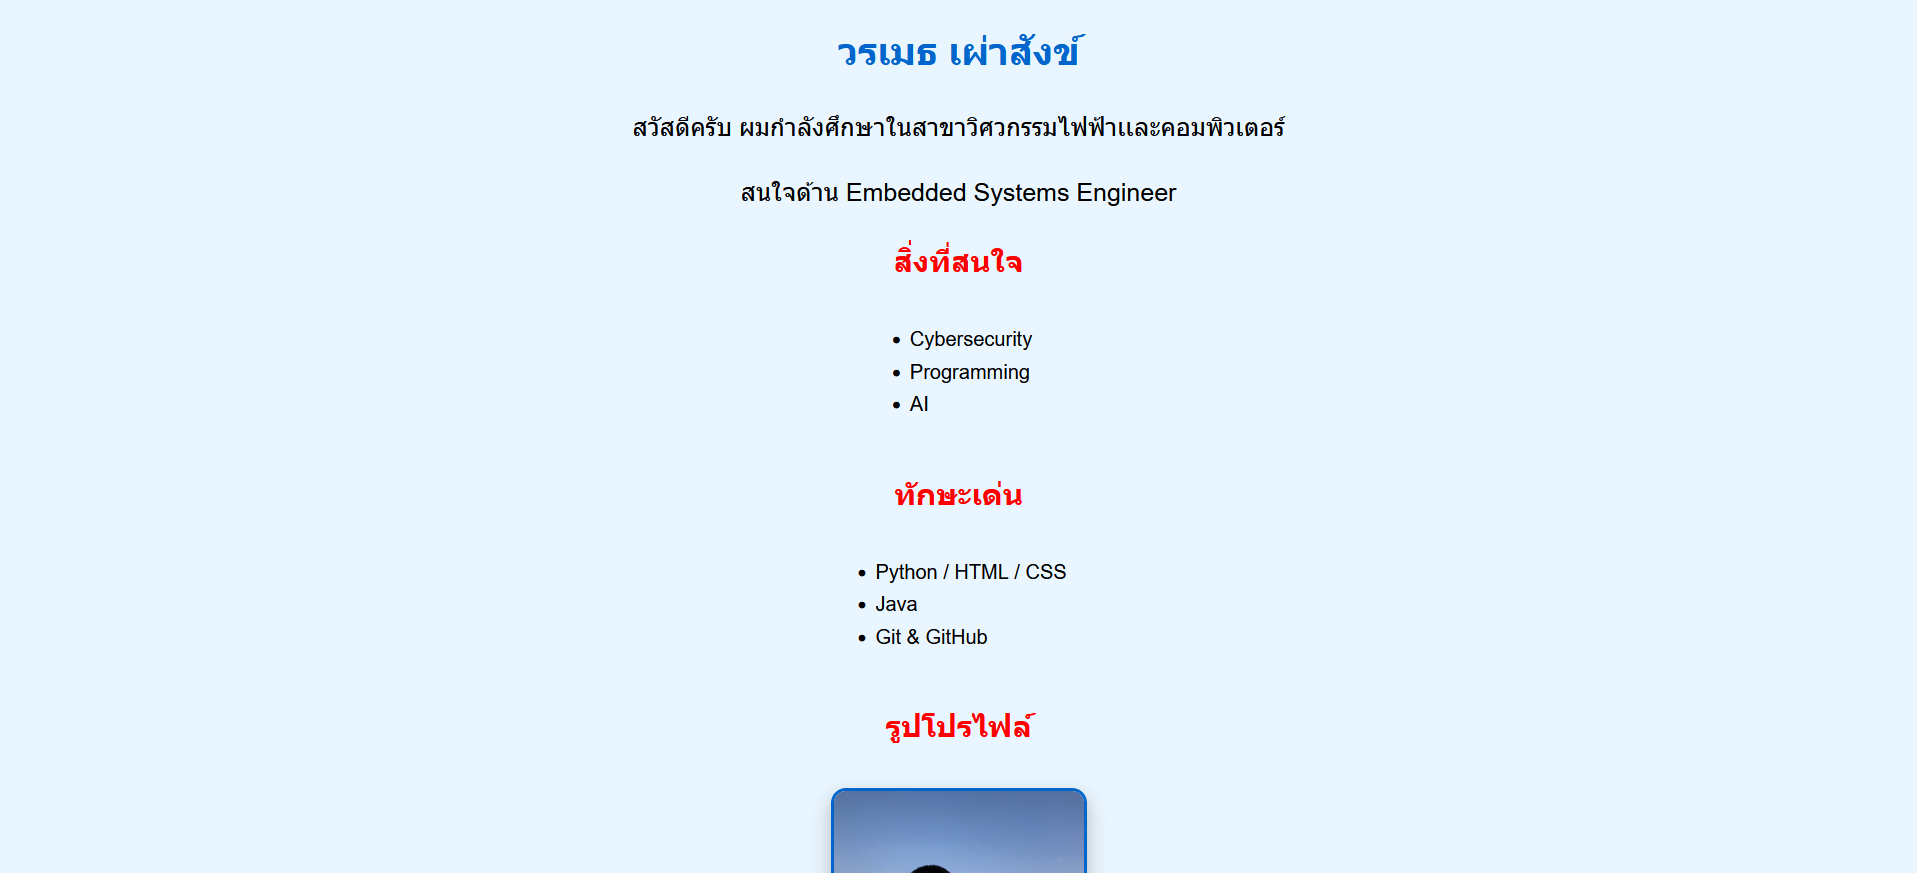 วรเมธ เผ่าสังข์
สวัสดีครับ ผมกำลังศึกษาในสาขาวิศวกรรมไฟฟ้าและคอมพิวเตอร์
สนใจด้าน Embedded Systems Engineer
สิ่งที่สนใจ
• Cybersecurity
• Programming
• AI
ทักษะเด่น
• Python / HTML / CSS
• Java
• Git & GitHub
รูปโปรไฟล์